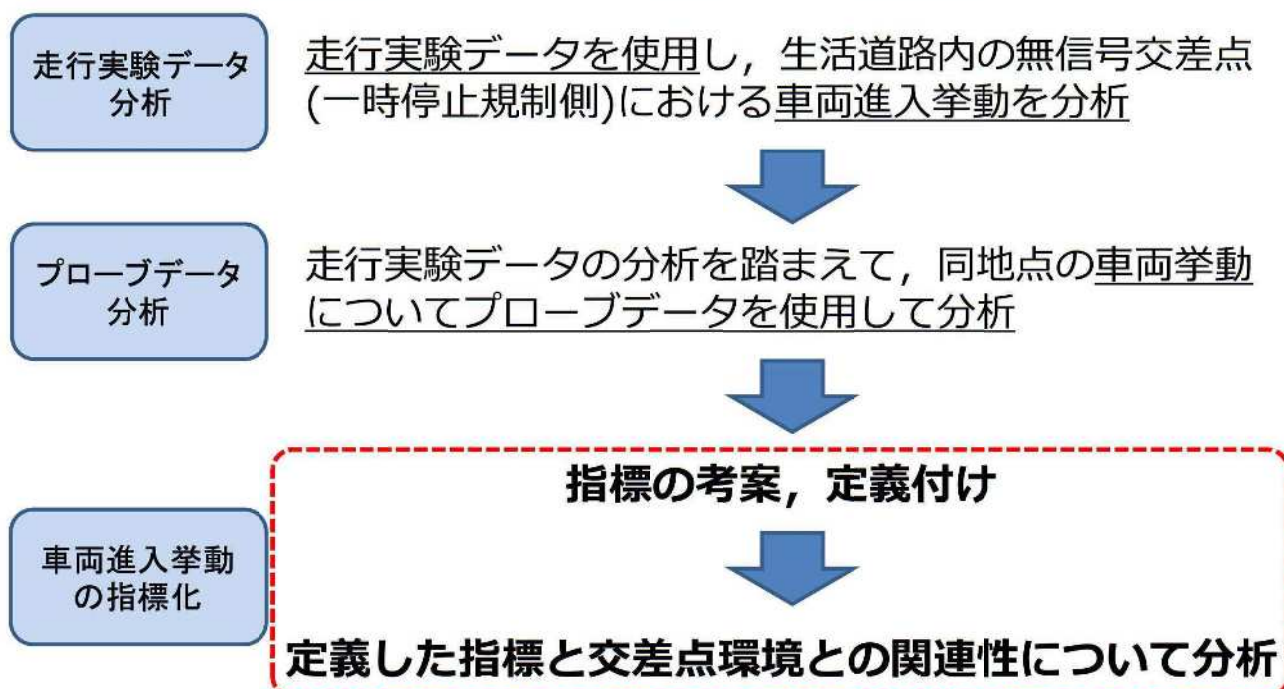 走行実験データ
分析
走行実験データを使用し，生活道路内の無信号交差点
(一時停止規制側)における車両進入挙動を分析
プローブデータ
分析
走行実験データの分析を踏まえて，同地点の車両挙動
についてプローブデータを使用して分析
車両進入挙動
の指標化
指標の考案，定義付け
定義した指標と交差点環境との関連性について分析